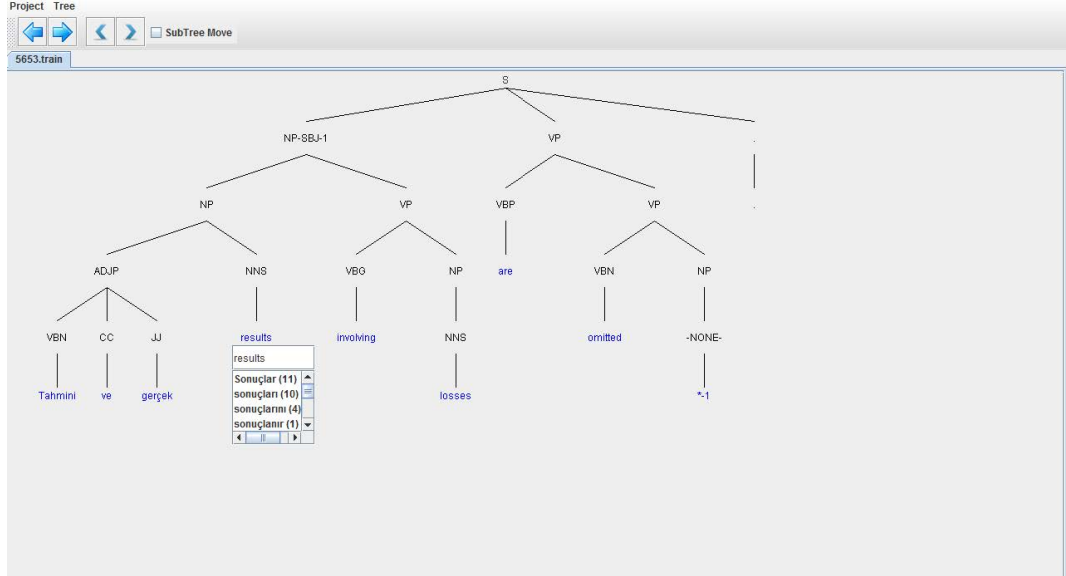 Project Tree
SubTree Move
5653.train
S
NP-SBJ-1 VP .
NP VP VBP VP .
ADJP NNS VBG NP are VBN NP
VBN CC JJ results involving NNS omitted -NONE-
results
Tahmini ve gerçek losses *-1
Sonuçlar (11)
sonuçları (10)
sonuçlarını (4)
sonuçlanır (1)